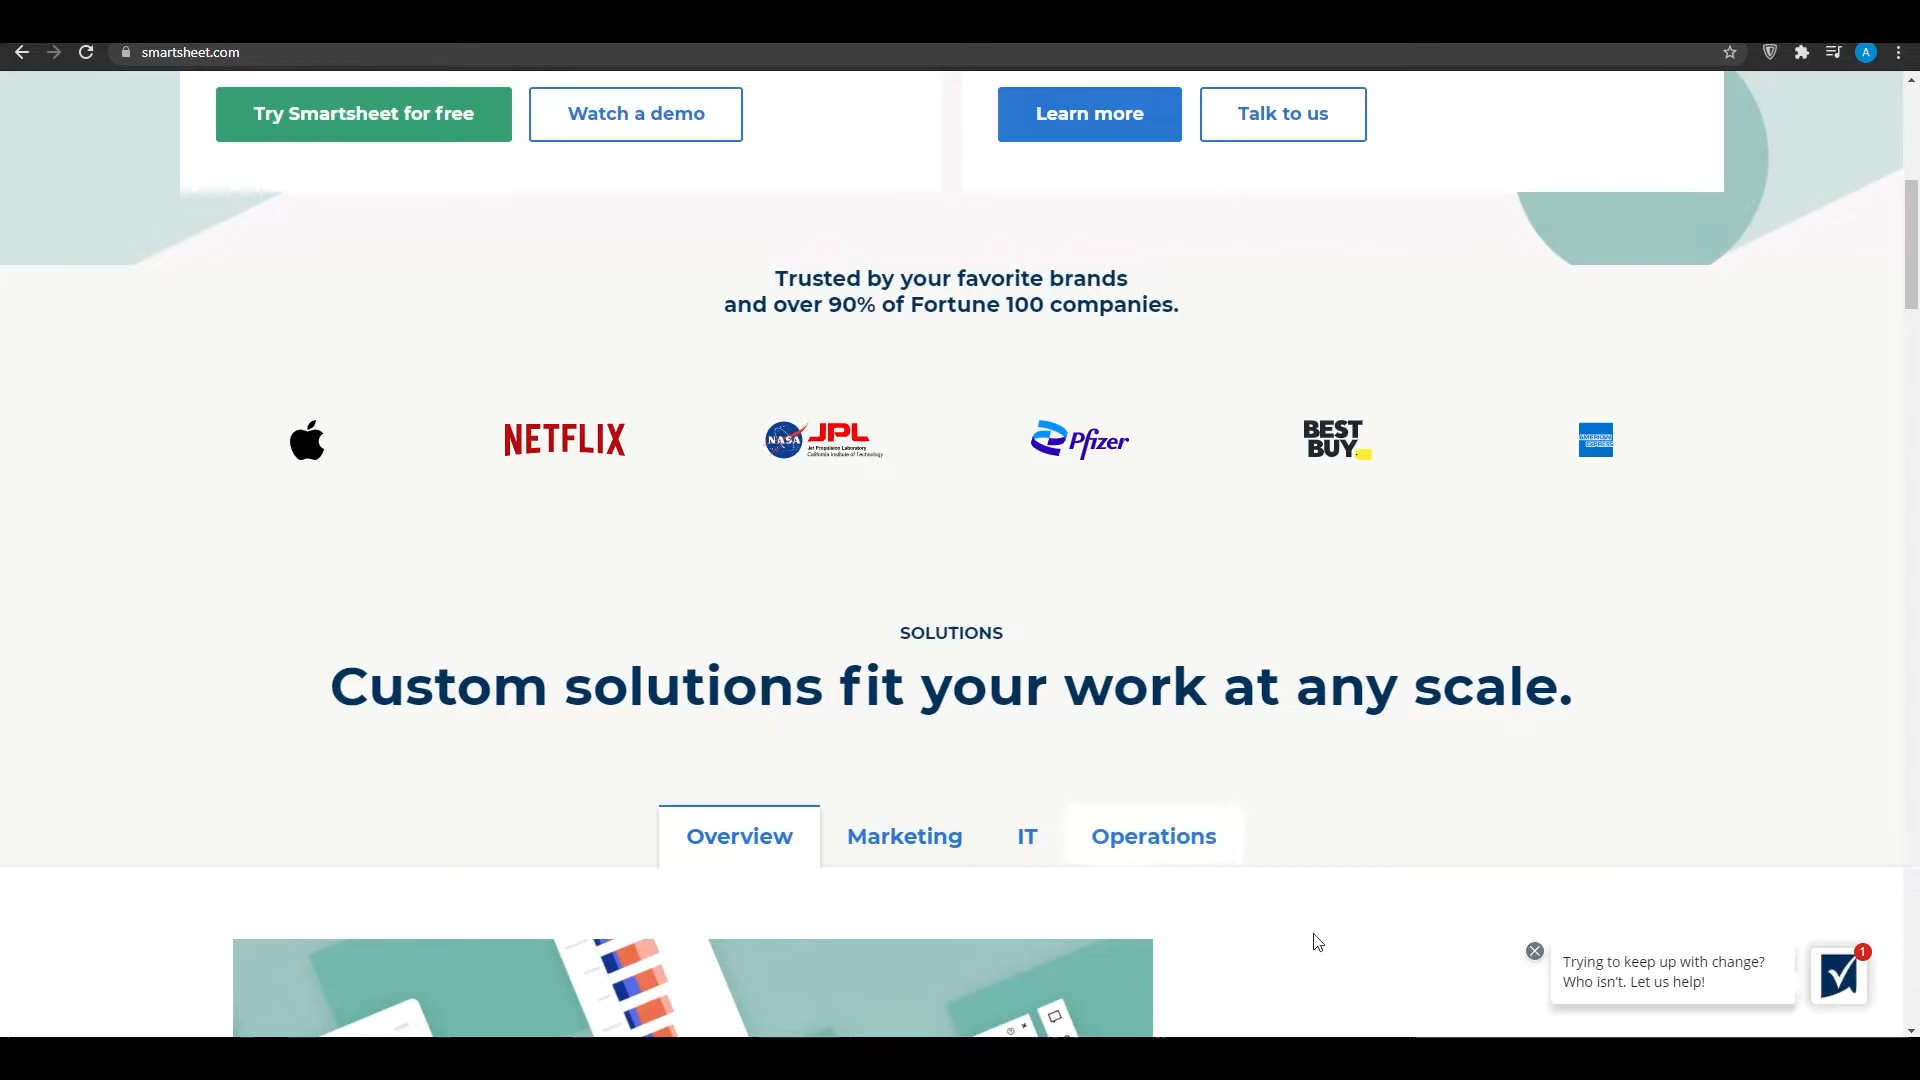 smartsheet.com
A
Try Smartsheet for free
Watch a demo
Learn more
Talk to us
Trusted by your favorite brands
and over 90% of Fortune 100 companies.
NETFLIX
NASA
JPL
Jet Propulsion Laboratory
California Institute of Technology
Pfizer
BEST
BUY
AMERICAN
EXPRESS
SOLUTIONS
Custom solutions fit your work at any scale.
Overview
Marketing
IT
Operations
Trying to keep up with change?
Who isn't. Let us help!
1